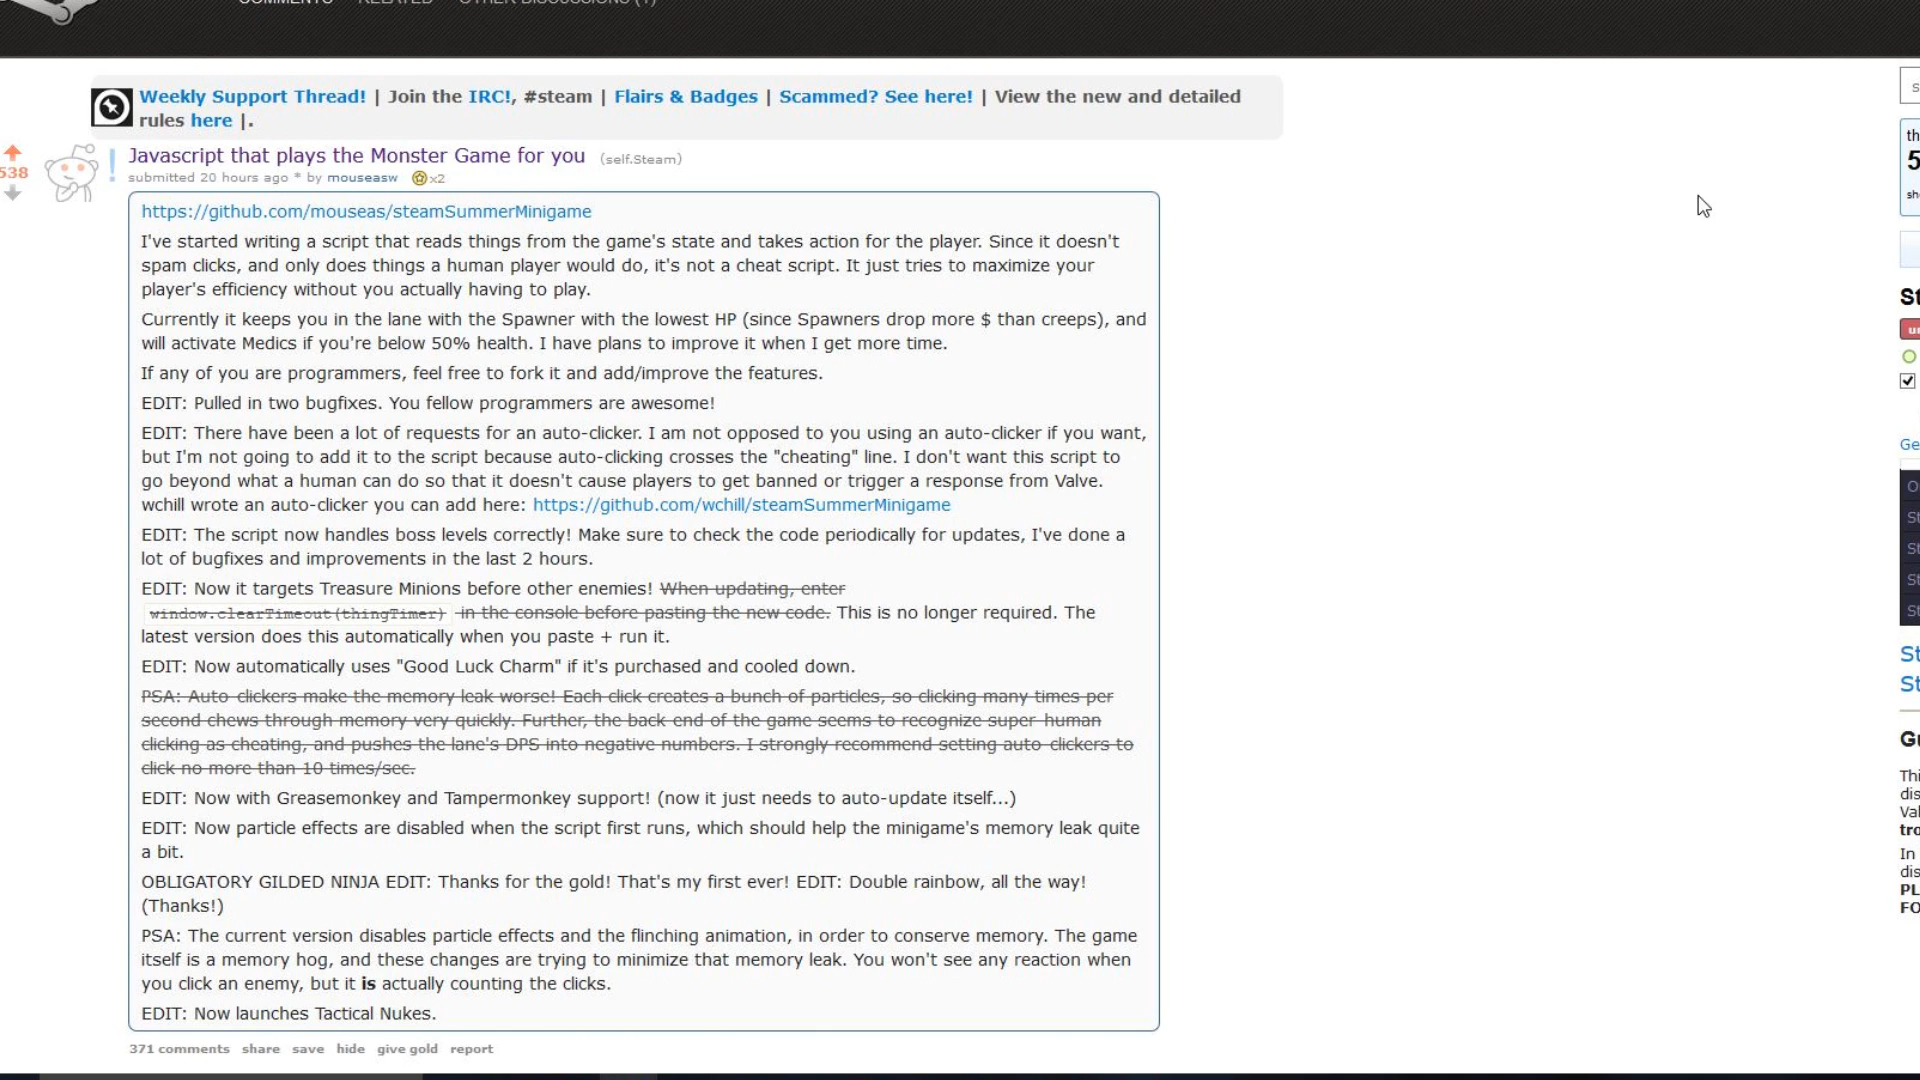 COMMENTS RELATED OTHER DISCUSSIONS (1)
Weekly Support Thread! | Join the IRC!, #steam | Flairs & Badges | Scammed? See here! | View the new and detailed
rules here |.
Javascript that plays the Monster Game for you (self.Steam)
538
submitted 20 hours ago * by mouseasw x2
https://github.com/mouseas/steamSummerMinigame
I've started writing a script that reads things from the game's state and takes action for the player. Since it doesn't
spam clicks, and only does things a human player would do, it's not a cheat script. It just tries to maximize your
player's efficiency without you actually having to play.
Currently it keeps you in the lane with the Spawner with the lowest HP (since Spawners drop more $ than creeps), and
will activate Medics if you're below 50% health. I have plans to improve it when I get more time.
If any of you are programmers, feel free to fork it and add/improve the features.
EDIT: Pulled in two bugfixes. You fellow programmers are awesome!
EDIT: There have been a lot of requests for an auto-clicker. I am not opposed to you using an auto-clicker if you want,
but I'm not going to add it to the script because auto-clicking crosses the "cheating" line. I don't want this script to
go beyond what a human can do so that it doesn't cause players to get banned or trigger a response from Valve.
wchill wrote an auto-clicker you can add here: https://github.com/wchill/steamSummerMinigame
EDIT: The script now handles boss levels correctly! Make sure to check the code periodically for updates, I've done a
lot of bugfixes and improvements in the last 2 hours.
EDIT: Now it targets Treasure Minions before other enemies! When updating, enter
window.clearTimeout(thingTimer) in the console before pasting the new code. This is no longer required. The
latest version does this automatically when you paste + run it.
EDIT: Now automatically uses "Good Luck Charm" if it's purchased and cooled down.
PSA: Auto-clickers make the memory leak worse! Each click creates a bunch of particles, so clicking many times per
second chews through memory very quickly. Further, the back-end of the game seems to recognize super-human
clicking as cheating, and pushes the lane's DPS into negative numbers. I strongly recommend setting auto-clickers to
click no more than 10 times/sec.
EDIT: Now with Greasemonkey and Tampermonkey support! (now it just needs to auto-update itself...)
EDIT: Now particle effects are disabled when the script first runs, which should help the minigame's memory leak quite
a bit.
OBLIGATORY GILDED NINJA EDIT: Thanks for the gold! That's my first ever! EDIT: Double rainbow, all the way!
(Thanks!)
PSA: The current version disables particle effects and the flinching animation, in order to conserve memory. The game
itself is a memory hog, and these changes are trying to minimize that memory leak. You won't see any reaction when
you click an enemy, but it is actually counting the clicks.
EDIT: Now launches Tactical Nukes.
371 comments share save hide give gold report